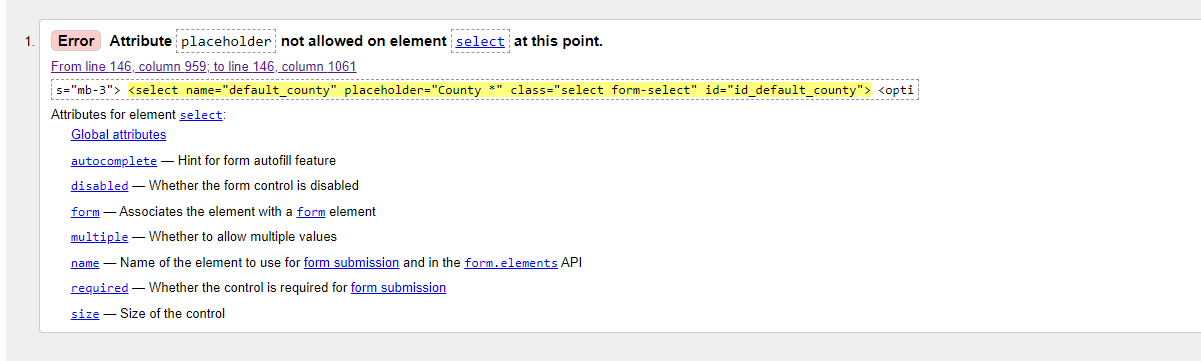 1. Error Attribute placeholder not allowed on element select at this point.
From line 146, column 959; to line 146, column 1061
s="mb-3"> <select name="default_county" placeholder="County *" class="select form-select" id="id_default_county"> <opti
Attributes for element select:
Global attributes
autocomplete — Hint for form autofill feature
disabled — Whether the form control is disabled
form — Associates the element with a form element
multiple — Whether to allow multiple values
name — Name of the element to use for form submission and in the form.elements API
required — Whether the control is required for form submission
size — Size of the control